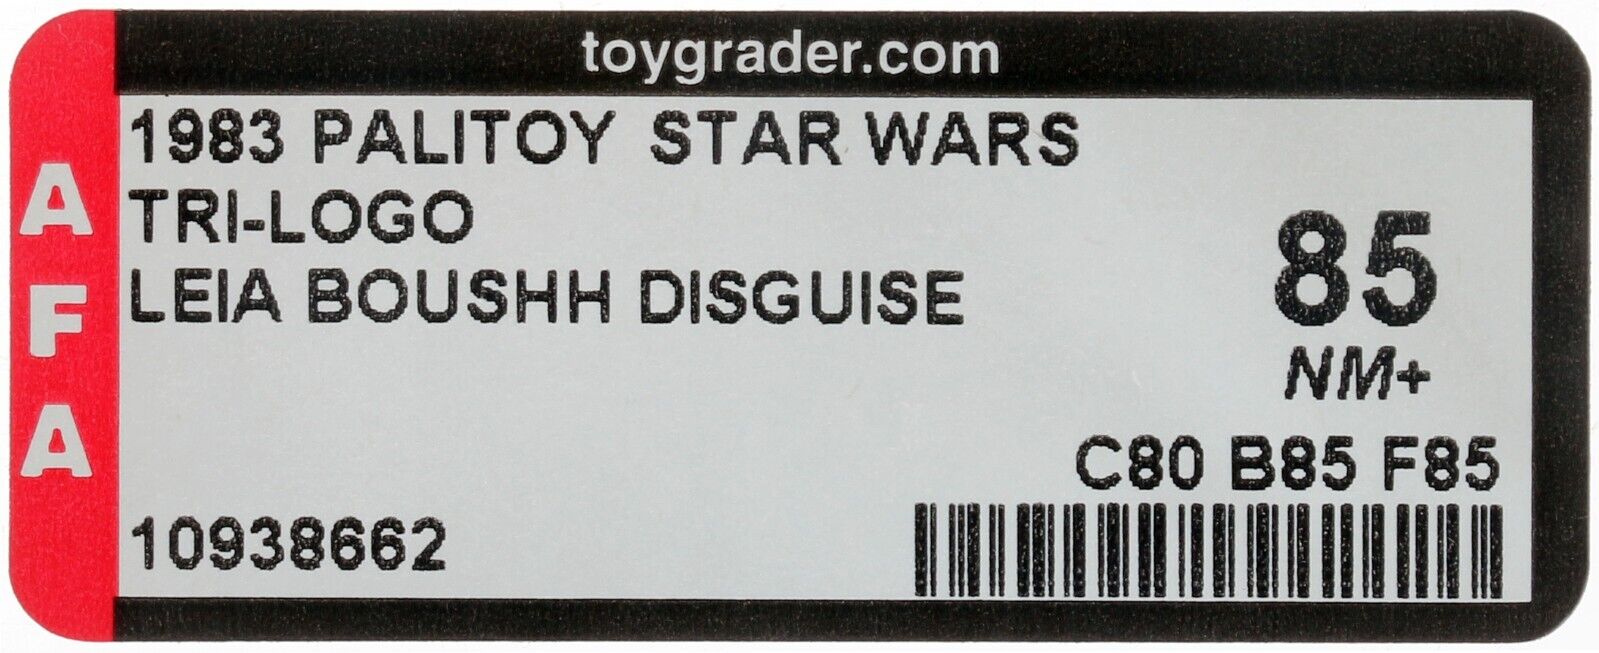 toygrader.com
AFA
1983 PALITOY STAR WARS
TRI-LOGO
LEIA BOUSHH DISGUISE
85
NM+
C80 B85 F85
10938662